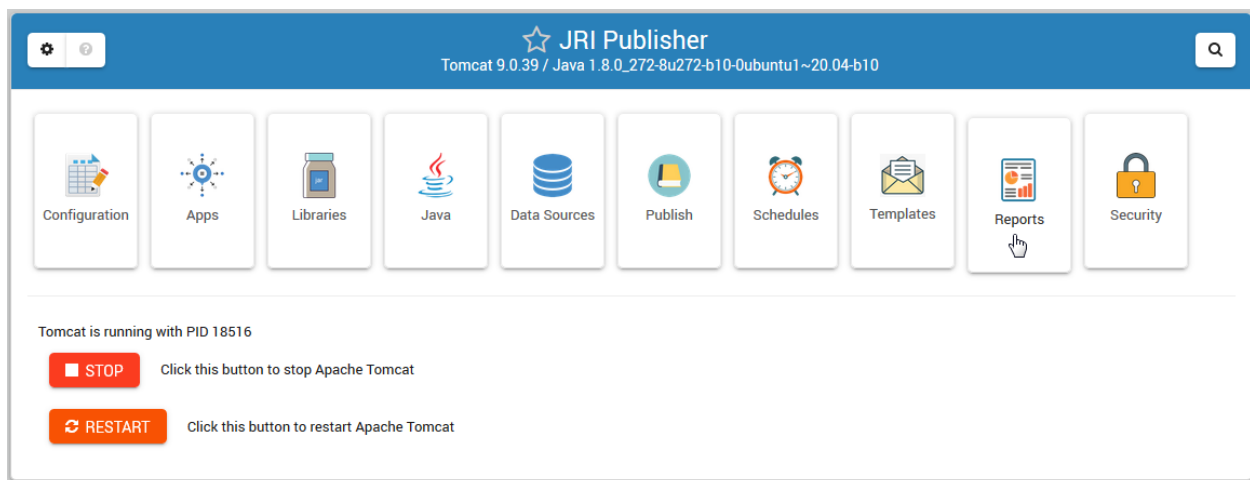 JRI Publisher
Tomcat 9.0.39 / Java 1.8.0_272-8u272-b10-0ubuntu1~20.04-b10
Configuration
Apps
Libraries
Java
Data Sources
Publish
Schedules
Templates
Reports
Security
Tomcat is running with PID 18516
STOP Click this button to stop Apache Tomcat
RESTART Click this button to restart Apache Tomcat